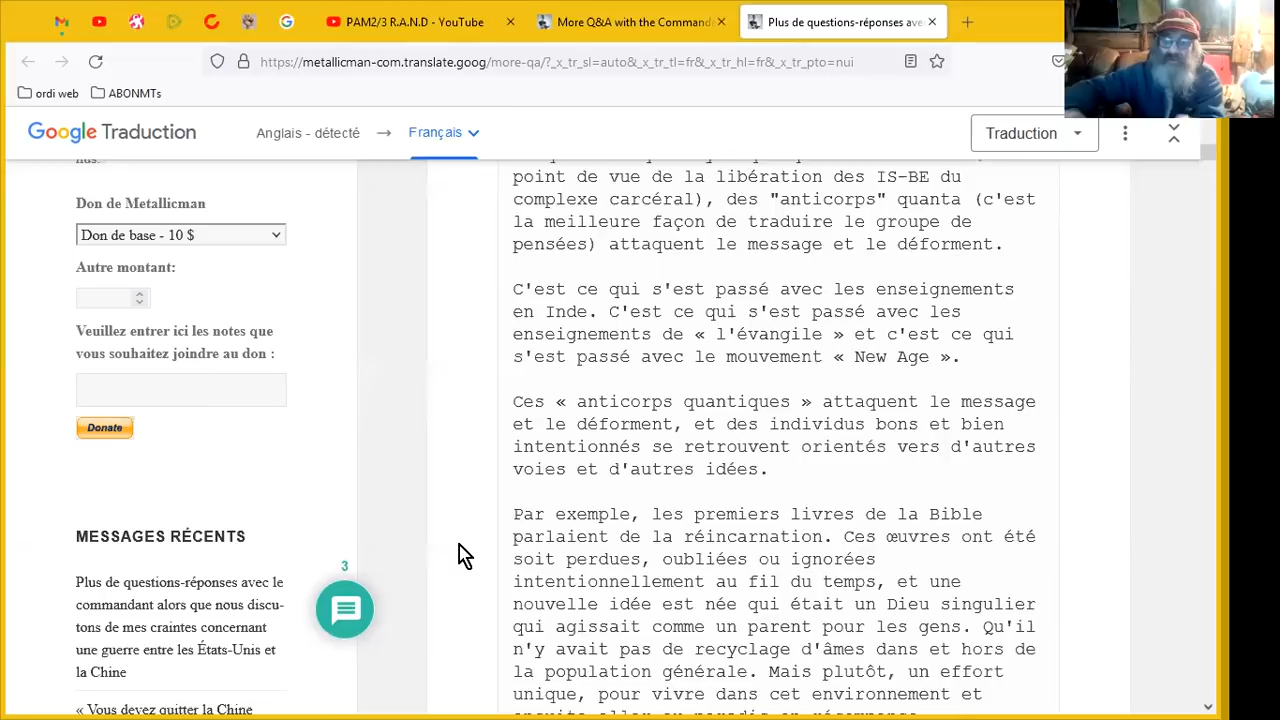 PAM2/3 R.A.N.D - YouTube
More Q&A with the Command
Plus de questions-réponses ave
https://metallicman-com.translate.goog/more-qa/?_x_tr_sl=auto&_x_tr_tl=fr&_x_tr_hl=fr&_x_tr_pto=nui
ordi web
ABONMTs
Google Traduction
Anglais - détecté
Français
Traduction
nus.
Don de Metallicman
Don de base - 10 $
Autre montant:
Veuillez entrer ici les notes que
vous souhaitez joindre au don :
Donate
MESSAGES RÉCENTS
Plus de questions-réponses avec le
commandant alors que nous discu-
tons de mes craintes concernant
une guerre entre les États-Unis et
la Chine
« Vous devez quitter la Chine
3
point de vue de la libération des IS-BE du
complexe carcéral), des "anticorps" quanta (c'est
la meilleure façon de traduire le groupe de
pensées) attaquent le message et le déforment.
C'est ce qui s'est passé avec les enseignements
en Inde. C'est ce qui s'est passé avec les
enseignements de « l'évangile » et c'est ce qui
s'est passé avec le mouvement « New Age ».
Ces « anticorps quantiques » attaquent le message
et le déforment, et des individus bons et bien
intentionnés se retrouvent orientés vers d'autres
voies et d'autres idées.
Par exemple, les premiers livres de la Bible
parlaient de la réincarnation. Ces œuvres ont été
soit perdues, oubliées ou ignorées
intentionnellement au fil du temps, et une
nouvelle idée est née qui était un Dieu singulier
qui agissait comme un parent pour les gens. Qu'il
n'y avait pas de recyclage d'âmes dans et hors de
la population générale. Mais plutôt, un effort
unique, pour vivre dans cet environnement et